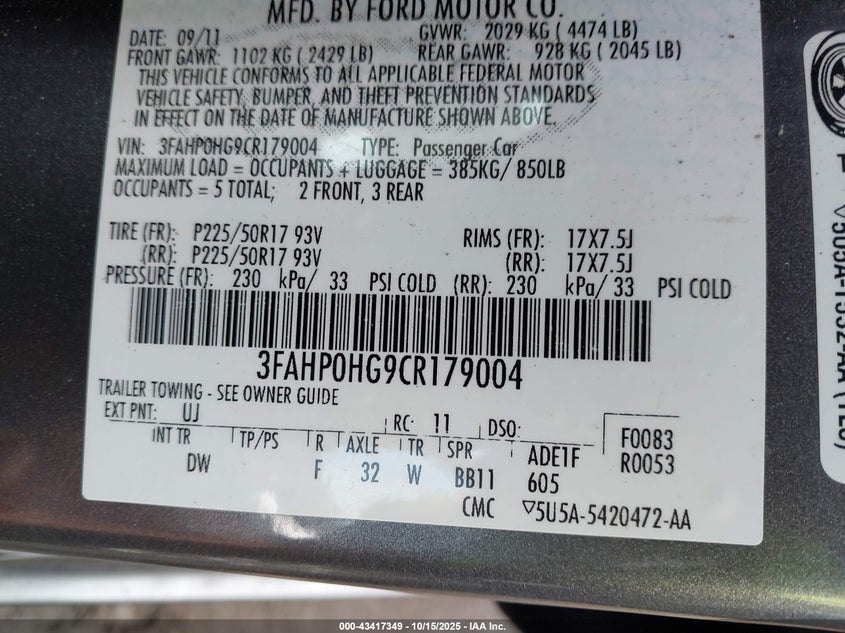 MFD. BY FORD MOTOR CO.
DATE: 09/11 GVWR: 2029 KG ( 4474 LB)
FRONT GAWR: 1102 KG ( 2429 LB) REAR GAWR: 928 KG ( 2045 LB)
THIS VEHICLE CONFORMS TO ALL APPLICABLE FEDERAL MOTOR
VEHICLE SAFETY, BUMPER, AND THEFT PREVENTION STANDARDS
IN EFFECT ON THE DATE OF MANUFACTURE SHOWN ABOVE.
VIN: 3FAHP0HG9CR179004 TYPE: Passenger Car
MAXIMUM LOAD = OCCUPANTS + LUGGAGE = 385KG/ 850LB
OCCUPANTS = 5 TOTAL; 2 FRONT, 3 REAR
TIRE (FR): P225/50R17 93V RIMS (FR): 17X7.5J
(RR): P225/50R17 93V (RR): 17X7.5J
PRESSURE (FR): 230 kPa/ 33 PSI COLD (RR): 230 kPa/ 33 PSI COLD
3FAHP0HG9CR179004
TRAILER TOWING - SEE OWNER GUIDE
EXT PNT: UJ RC: 11 DSO: F0083
INT TR TP/PS R AXLE TR SPR ADE1F R0053
DW F 32 W BB11 605
CMC ▽5U5A-5420472-AA
000-43417349 - 10/15/2025 - IAA Inc.